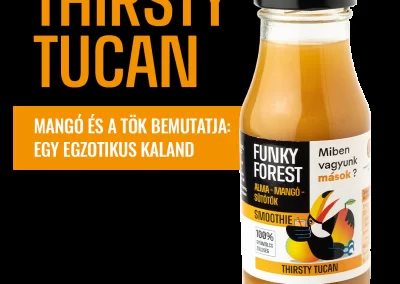 THIRSTY
TUCAN
MANGÓ ÉS A TÖK BEMUTATJA:
EGY EGZOTIKUS KALAND
FUNKY
FOREST
ALMA - MANGÓ -
SÜTŐTÖK
SMOOTHIE
100%
THIRSTY TUCAN
Miben
vagyunk
mások?